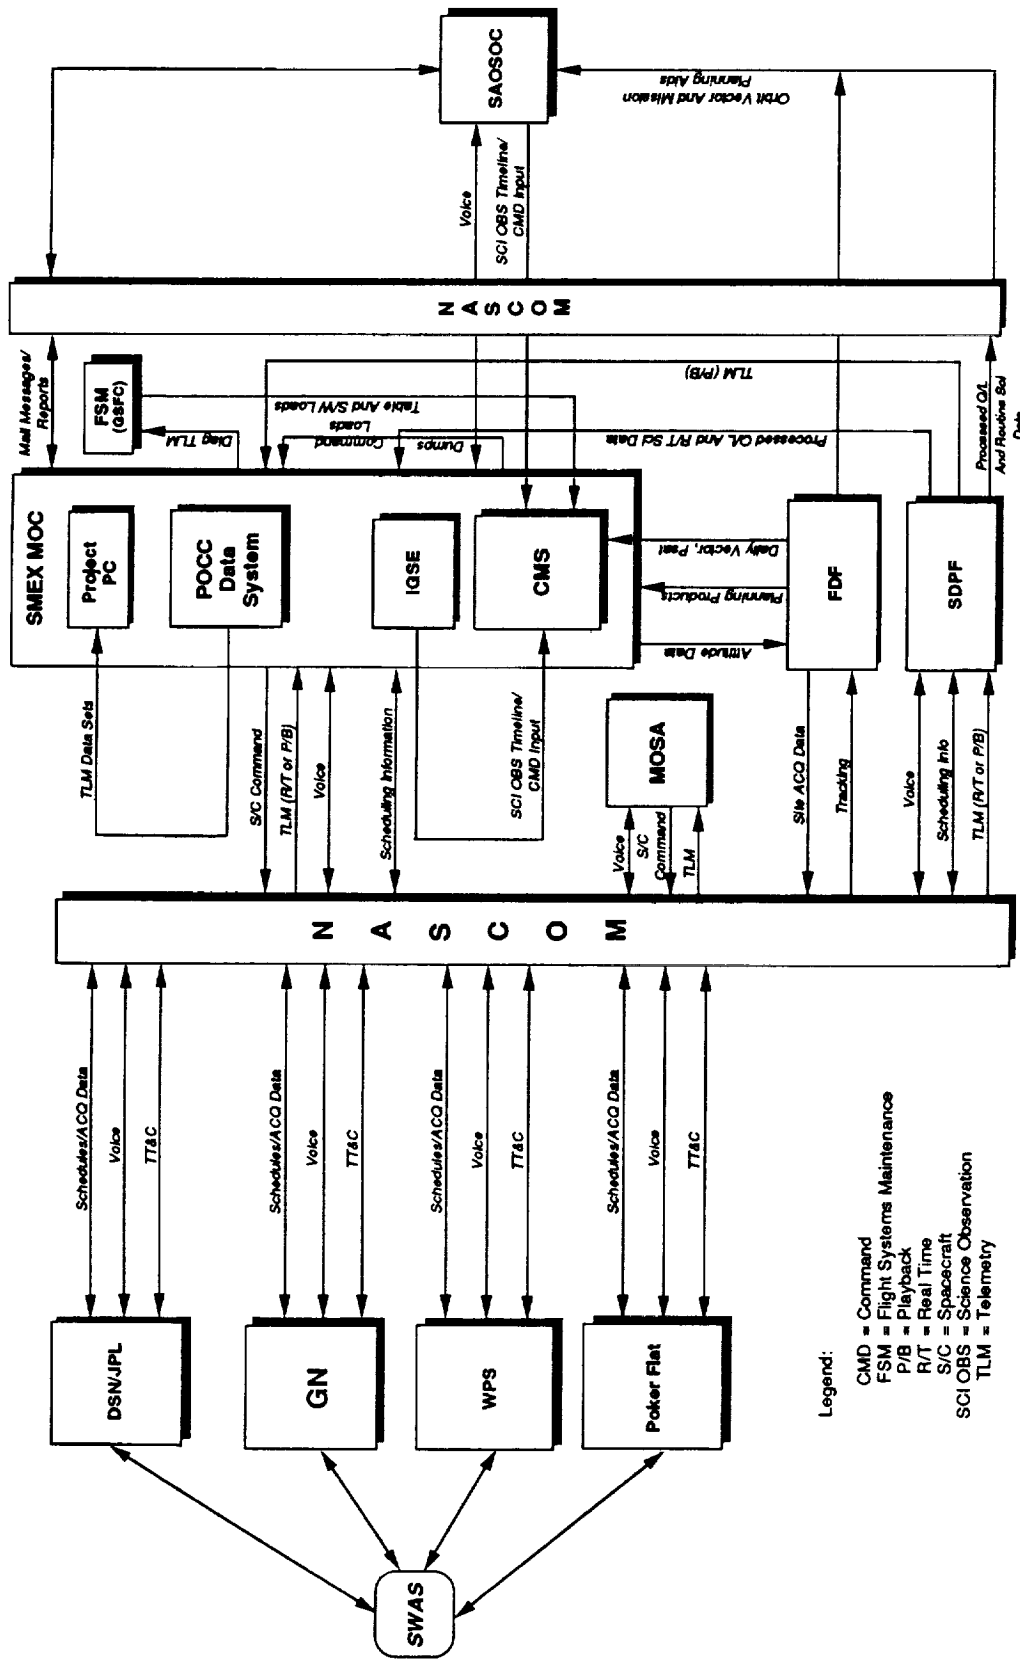 SWAS
DSN/JPL
GN
WPS
Poker Flat
Schedules/ACQ Data
Voice
TT&C
Schedules/ACQ Data
Voice
TT&C
Schedules/ACQ Data
Voice
TT&C
Schedules/ACQ Data
Voice
TT&C
NASCOM
S/C Command
TLM (R/T or P/B)
Voice
Scheduling Information
TLM Data Sets
SCI OBS Timeline/
CMD Input
Voice
S/C
Command
TLM
MOSA
Site ACQ Data
Tracking
Voice
Scheduling Info
TLM (R/T or P/B)
SMEX MOC
Project
PC
POCC
Data
System
IGSE
CMS
Attitude Data
Planning Products
Daily Vector, Psat
FDF
SDPF
Mail Messages/
Reports
FSM
(GSFC)
Diag TLM
Table And S/W Loads
Command
Loads
Dumps
Processed Q/L And R/T Sci Data
TLM (P/B)
Processed Q/L
And Routine Sci
Data
NASCOM
Voice
SCI OBS Timeline/
CMD Input
SAOSOC
Orbit Vector And Mission
Planning Aids
Legend:
CMD = Command
FSM = Flight Systems Maintenance
P/B = Playback
R/T = Real Time
S/C = Spacecraft
SCI OBS = Science Observation
TLM = Telemetry